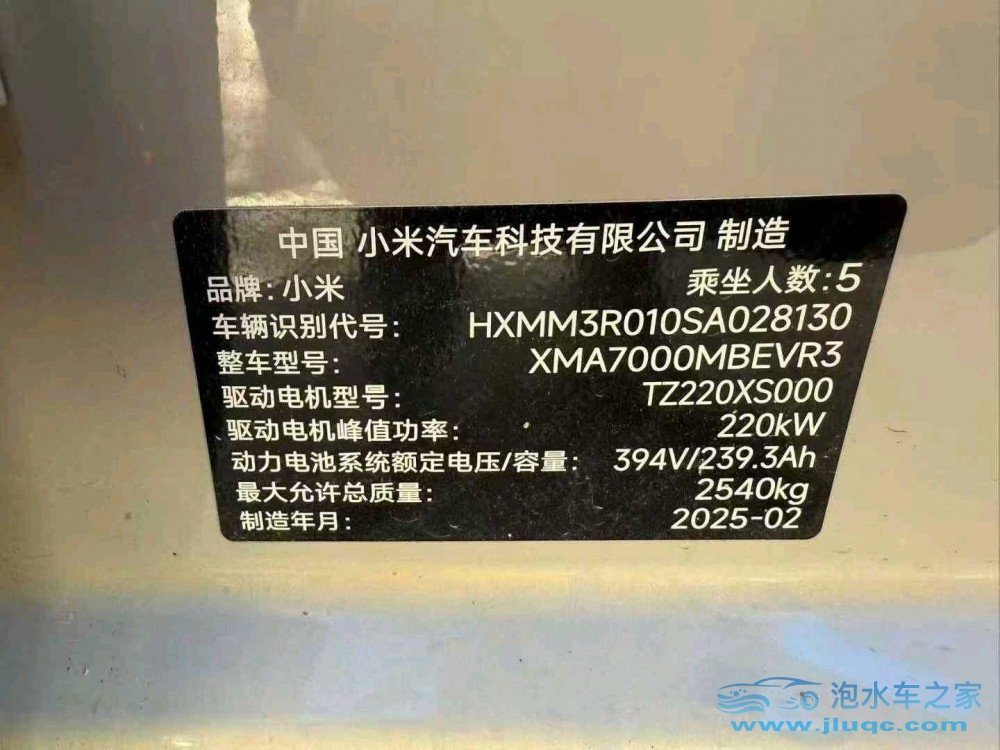 中国 小米汽车科技有限公司 制造
品牌：小米 乘坐人数：5
车辆识别代号： HXMM3R010SA028130
整车型号： XMA7000MBEVR3
驱动电机型号： TZ220XS000
驱动电机峰值功率： 220kW
动力电池系统额定电压/容量： 394V/239.3Ah
最大允许总质量： 2540kg
制造年月： 2025-02
泡水车之家
www.jluqc.com